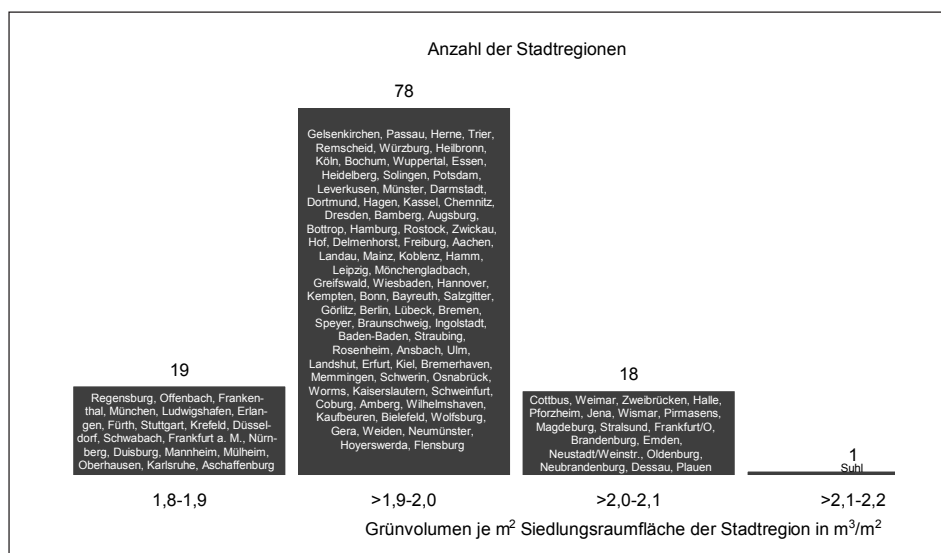 Anzahl der Stadtregionen
78
Gelsenkirchen, Passau, Herne, Trier,
Remscheid, Würzburg, Heilbronn,
Köln, Bochum, Wuppertal, Essen,
Heidelberg, Solingen, Potsdam,
Leverkusen, Münster, Darmstadt,
Dortmund, Hagen, Kassel, Chemnitz,
Dresden, Bamberg, Augsburg,
Bottrop, Hamburg, Rostock, Zwickau,
Hof, Delmenhorst, Freiburg, Aachen,
Landau, Mainz, Koblenz, Hamm,
Leipzig, Mönchengladbach,
Greifswald, Wiesbaden, Hannover,
Kempten, Bonn, Bayreuth, Salzgitter,
Görlitz, Berlin, Lübeck, Bremen,
Speyer, Braunschweig, Ingolstadt,
Baden-Baden, Straubing,
Rosenheim, Ansbach, Ulm,
Landshut, Erfurt, Kiel, Bremerhaven,
Memmingen, Schwerin, Osnabrück,
Worms, Kaiserslautern, Schweinfurt,
Coburg, Amberg, Wilhelmshaven,
Kaufbeuren, Bielefeld, Wolfsburg,
Gera, Weiden, Neumünster,
Hoyerswerda, Flensburg
19
Regensburg, Offenbach, Franken-
thal, München, Ludwigshafen, Erlan-
gen, Fürth, Stuttgart, Krefeld, Düssel-
dorf, Schwabach, Frankfurt a. M., Nürn-
berg, Duisburg, Mannheim, Mülheim,
Oberhausen, Karlsruhe, Aschaffenburg
18
Cottbus, Weimar, Zweibrücken, Halle,
Pforzheim, Jena, Wismar, Pirmasens,
Magdeburg, Stralsund, Frankfurt/O,
Brandenburg, Emden,
Neustadt/Weinstr., Oldenburg,
Neubrandenburg, Dessau, Plauen
1
Suhl
1,8-1,9 >1,9-2,0 >2,0-2,1 >2,1-2,2
Grünvolumen je m² Siedlungsraumfläche der Stadtregion in m³/m²